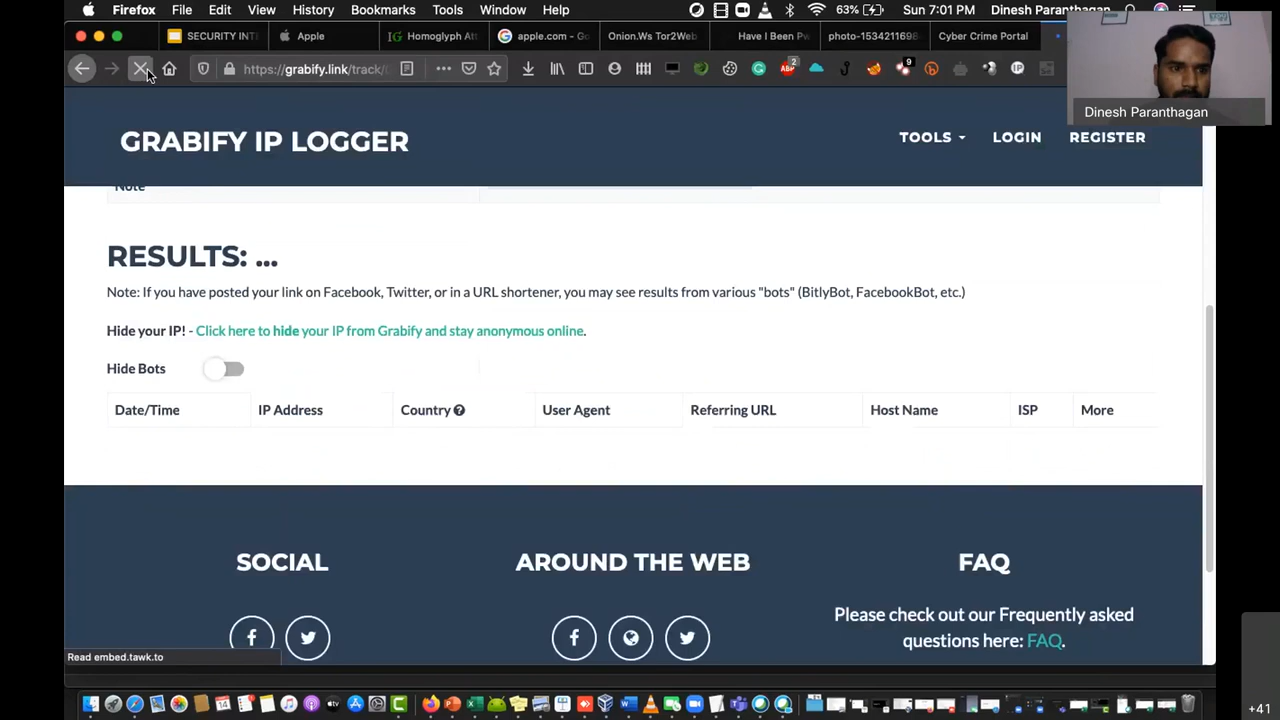 Firefox File Edit View History Bookmarks Tools Window Help 63% Sun 7:01 PM Dinesh Paranthagan
SECURITY INT Apple Homoglyph Att apple.com - Go Onion.Ws Tor2Web Have I Been Pw photo-153421169 Cyber Crime Portal
https://grabify.link/track/
Dinesh Paranthagan
GRABIFY IP LOGGER TOOLS LOGIN REGISTER
Note
RESULTS: ...
Note: If you have posted your link on Facebook, Twitter, or in a URL shortener, you may see results from various "bots" (BitlyBot, FacebookBot, etc.)
Hide your IP! - Click here to hide your IP from Grabify and stay anonymous online.
Hide Bots
Date/Time IP Address Country User Agent Referring URL Host Name ISP More
SOCIAL AROUND THE WEB FAQ
Please check out our Frequently asked
questions here: FAQ.
Read embed.tawk.to
+41